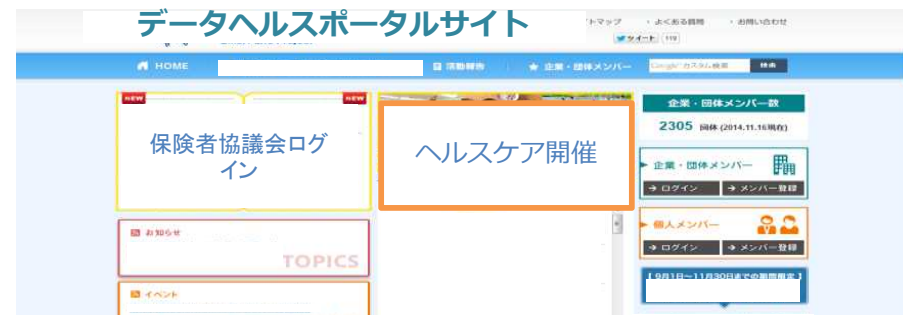 データヘルスポータルサイト
トマップ
・よくある質問
・お問い合わせ
ツイート 119
HOME
活動報告
企業・団体メンバー
Google カスタム検索
検索
NEW
NEW
保険者協議会ログ
イン
ヘルスケア開催
企業・団体メンバー数
2305 団体 (2014.11.16現在)
企業・団体メンバー
→ ログイン
→ メンバー登録
個人メンバー
→ ログイン
→ メンバー登録
お知らせ
TOPICS
【9月1日～11月30日までの期間限定】
イベント